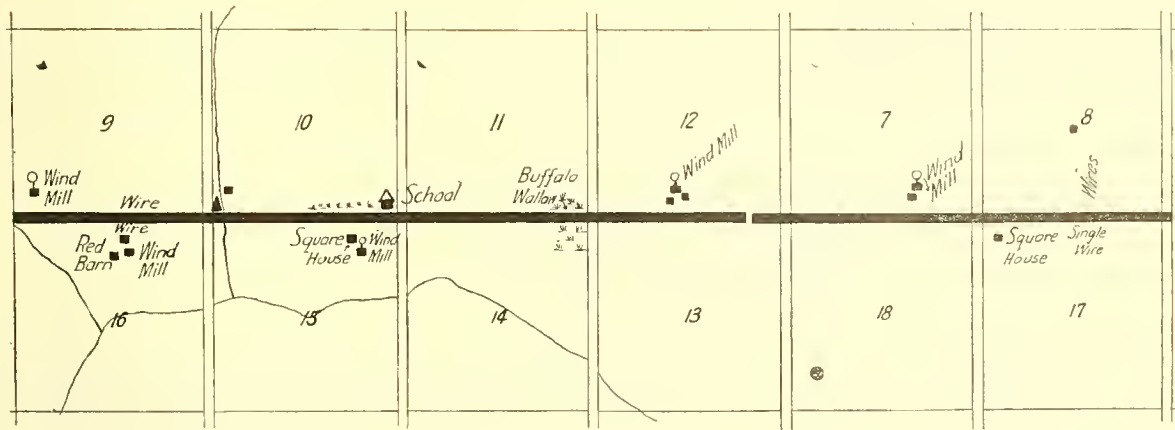 9
10
11
12
7
8
Wind
Mill
Wire
School
Buffalo
Wallow
Wind Mill
Wind
Mill
Wires
Wire
Red
Barn
Wind
Mill
Square
House
Wind
Mill
Square
House
Single
Wire
16
15
14
13
18
17